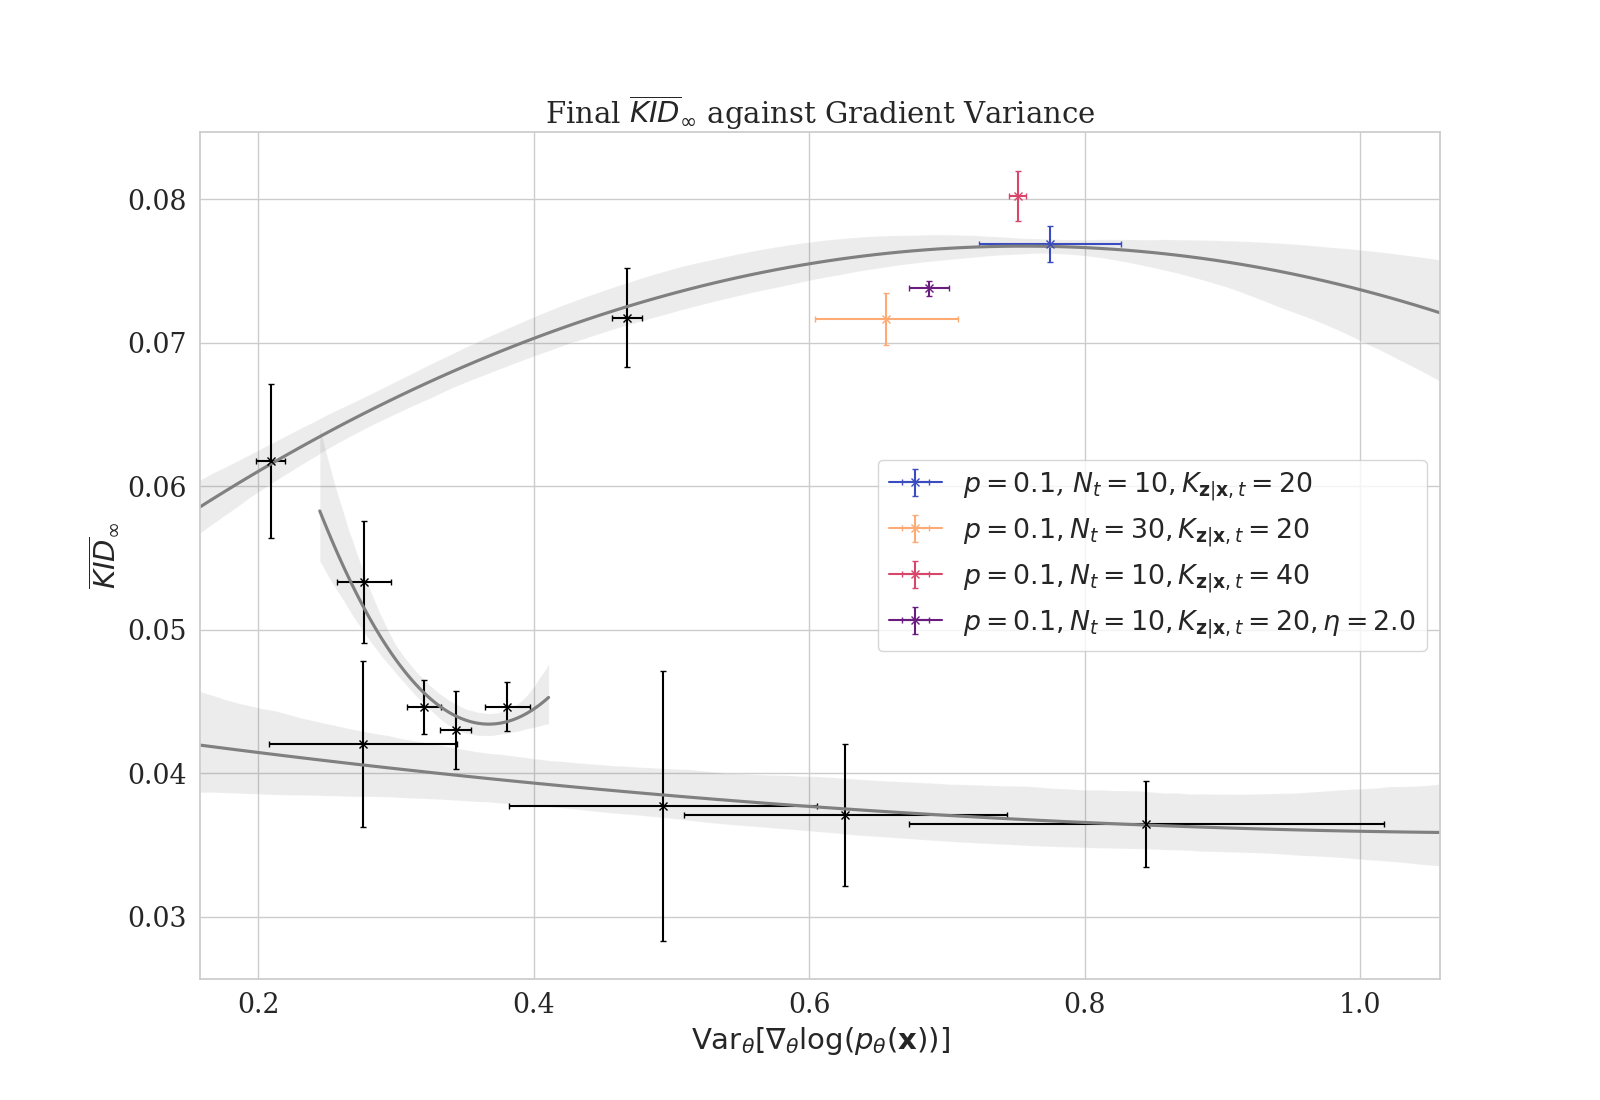 Final $\overline{KID}_\infty$ against Gradient Variance
0.08
0.07
0.06
0.05
0.04
0.03
$\overline{KID}_\infty$
$p = 0.1, N_t = 10, K_{\mathbf{z}|\mathbf{x}, t} = 20$
$p = 0.1, N_t = 30, K_{\mathbf{z}|\mathbf{x}, t} = 20$
$p = 0.1, N_t = 10, K_{\mathbf{z}|\mathbf{x}, t} = 40$
$p = 0.1, N_t = 10, K_{\mathbf{z}|\mathbf{x}, t} = 20, \eta = 2.0$
0.2 0.4 0.6 0.8 1.0
$\mathrm{Var}_\theta[\nabla_\theta \log(p_\theta(\mathbf{x}))]$